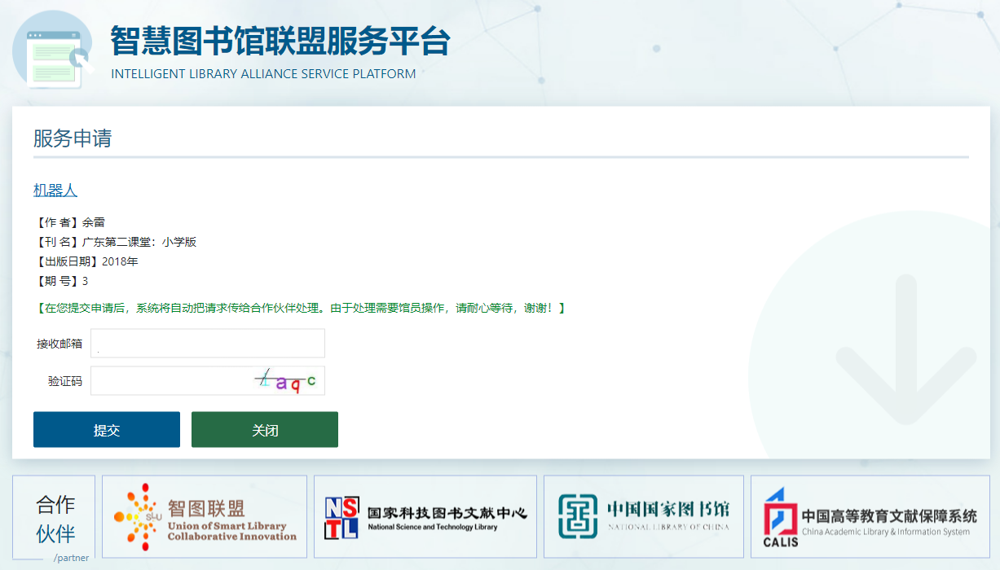 智慧图书馆联盟服务平台
INTELLIGENT LIBRARY ALLIANCE SERVICE PLATFORM
服务申请
机器人
【作 者】余雷
【刊 名】广东第二课堂：小学版
【出版日期】2018年
【期 号】3
【在您提交申请后，系统将自动把请求传给合作伙伴处理。由于处理需要馆员操作，请耐心等待，谢谢！】
接收邮箱
验证码
提交 关闭
合作
伙伴
/partner
智图联盟
Union of Smart Library
Collaborative Innovation
NSTL
国家科技图书文献中心
National Science and Technology Library
中国国家图书馆
NATIONAL LIBRARY OF CHINA
CALIS
中国高等教育文献保障系统
China Academic Library & Information System